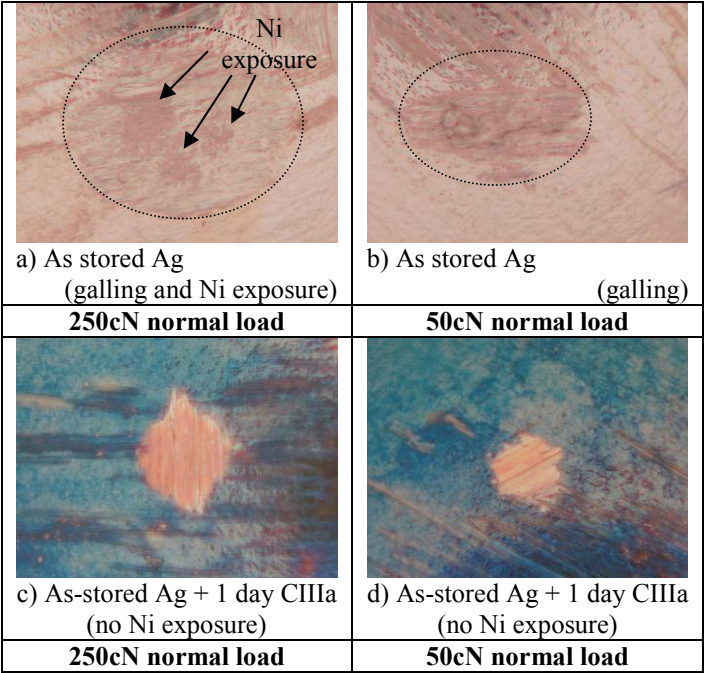 Ni
exposure
a) As stored Ag
(galling and Ni exposure)
b) As stored Ag
(galling)
250cN normal load
50cN normal load
c) As-stored Ag + 1 day CIIIa
(no Ni exposure)
d) As-stored Ag + 1 day CIIIa
(no Ni exposure)
250cN normal load
50cN normal load